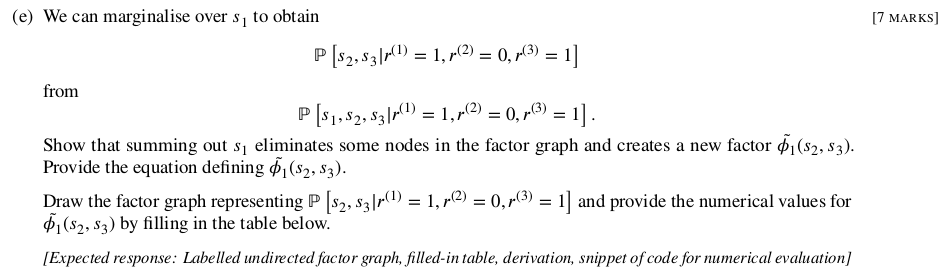 (e) We can marginalise over s₁ to obtain [7 MARKS]
ℙ [s₂, s₃|r⁽¹⁾ = 1, r⁽²⁾ = 0, r⁽³⁾ = 1]
from
ℙ [s₁, s₂, s₃|r⁽¹⁾ = 1, r⁽²⁾ = 0, r⁽³⁾ = 1] .
Show that summing out s₁ eliminates some nodes in the factor graph and creates a new factor ϕ̃₁(s₂, s₃).
Provide the equation defining ϕ̃₁(s₂, s₃).
Draw the factor graph representing ℙ [s₂, s₃|r⁽¹⁾ = 1, r⁽²⁾ = 0, r⁽³⁾ = 1] and provide the numerical values for
ϕ̃₁(s₂, s₃) by filling in the table below.
[Expected response: Labelled undirected factor graph, filled-in table, derivation, snippet of code for numerical evaluation]